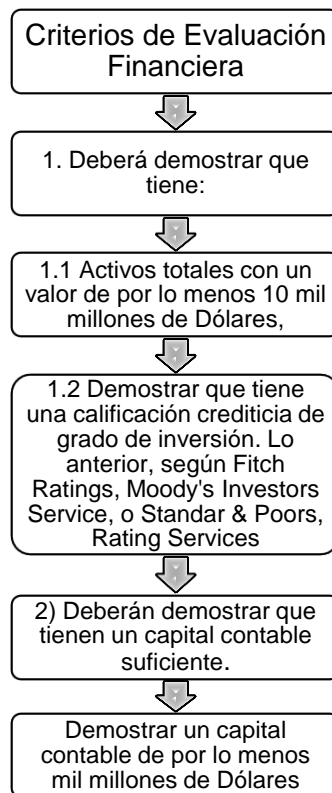 Criterios de Evaluación
Financiera
1. Deberá demostrar que
tiene:
1.1 Activos totales con un
valor de por lo menos 10 mil
millones de Dólares,
1.2 Demostrar que tiene
una calificación crediticia de
grado de inversión. Lo
anterior, según Fitch
Ratings, Moody's Investors
Service, o Standar & Poors,
Rating Services
2) Deberán demostrar que
tienen un capital contable
suficiente.
Demostrar un capital
contable de por lo menos
mil millones de Dólares